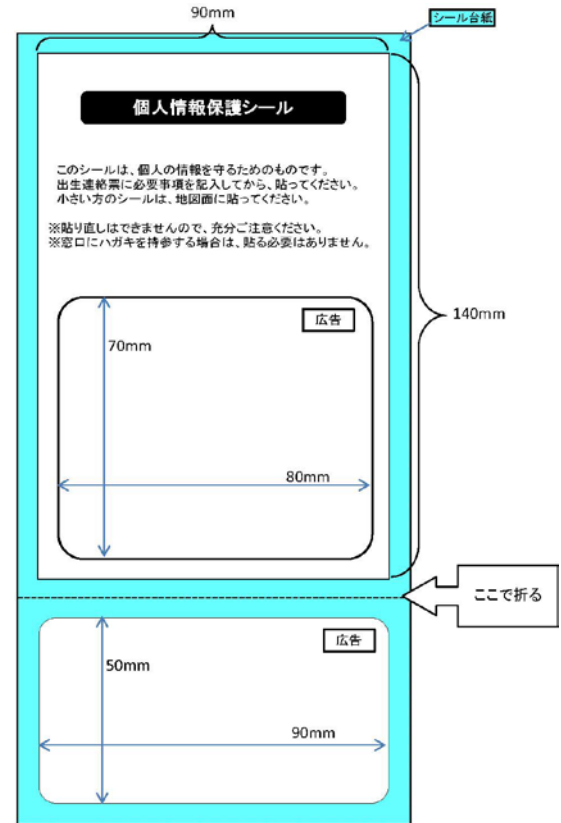 90mm
シール台紙
個人情報保護シール
このシールは、個人の情報を守るためのものです。
出生連絡票に必要事項を記入してから、貼ってください。
小さい方のシールは、地図面に貼ってください。
※貼り直しはできませんので、充分ご注意ください。
※窓口にハガキを持参する場合は、貼る必要はありません。
広告
140mm
70mm
80mm
ここで折る
広告
50mm
90mm